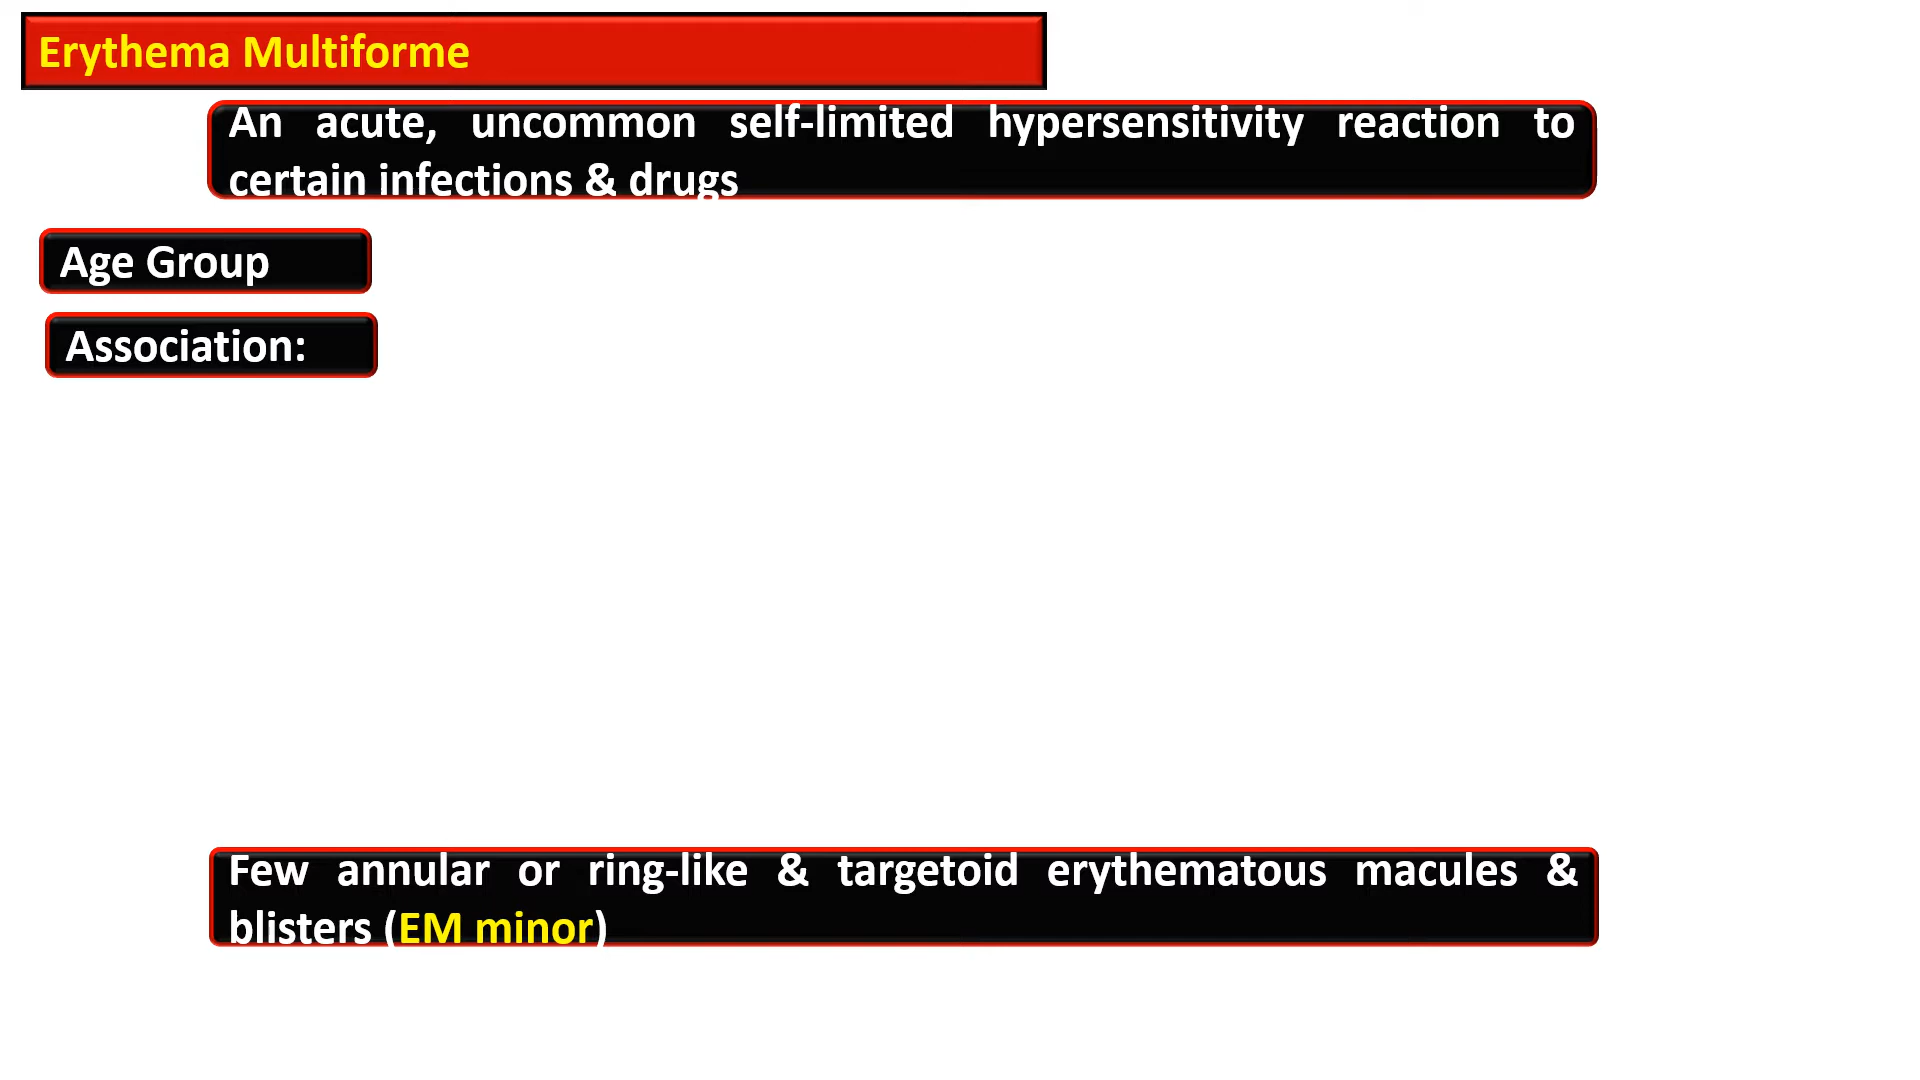 Erythema Multiforme
An acute, uncommon self-limited hypersensitivity reaction to
certain infections & drugs
Age Group
Association:
Few annular or ring-like & targetoid erythematous macules &
blisters (EM minor)